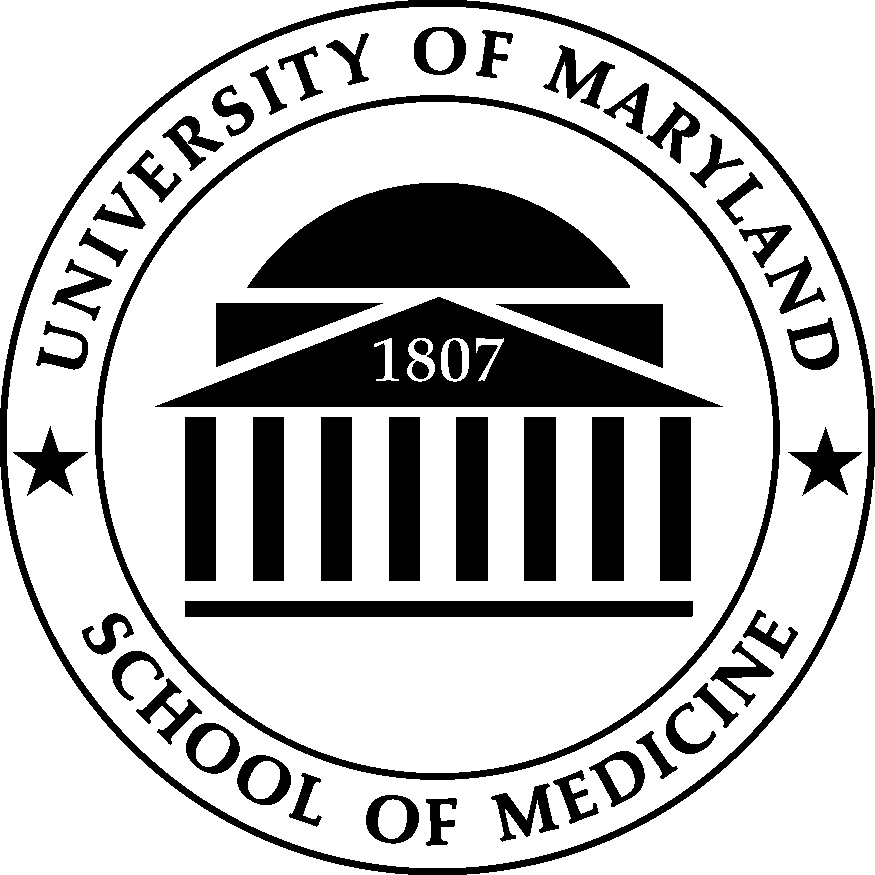 UNIVERSITY OF MARYLAND
1807
SCHOOL OF MEDICINE